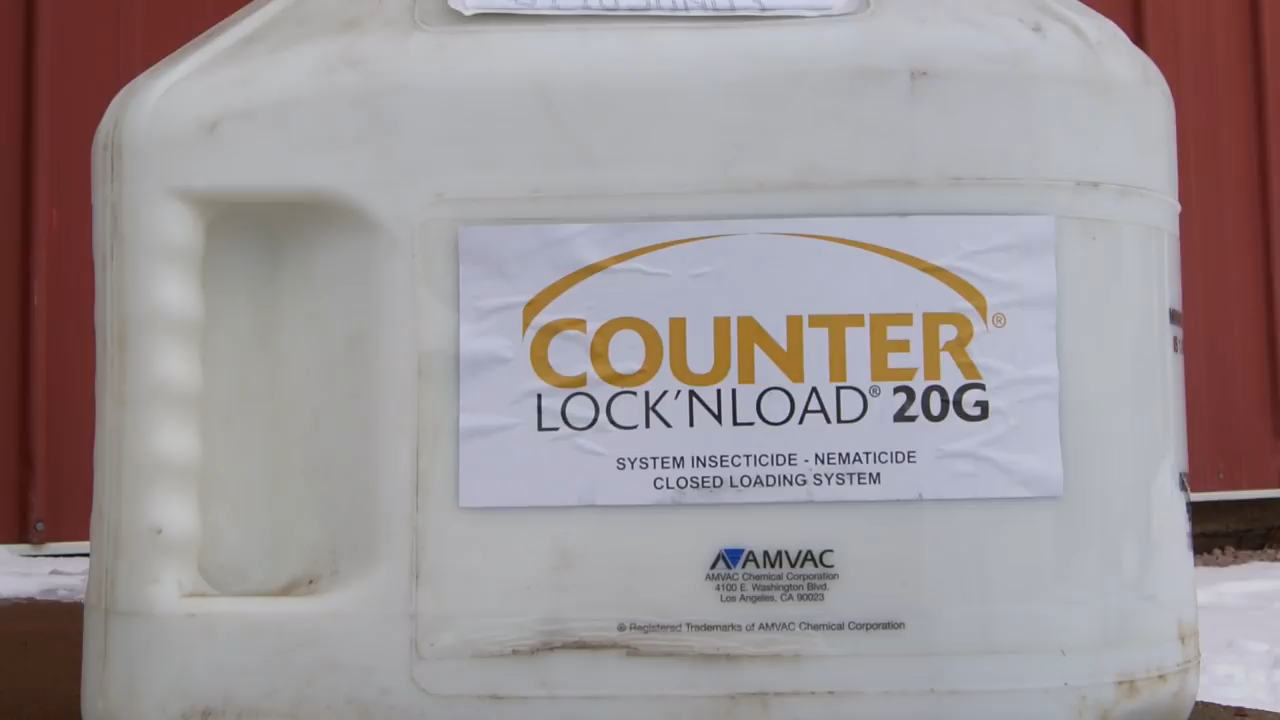 COUNTER®
LOCK'NLOAD® 20G
SYSTEM INSECTICIDE - NEMATICIDE
CLOSED LOADING SYSTEM
AMVAC
AMVAC Chemical Corporation
4100 E. Washington Blvd.
Los Angeles, CA 90023
® Registered Trademarks of AMVAC Chemical Corporation